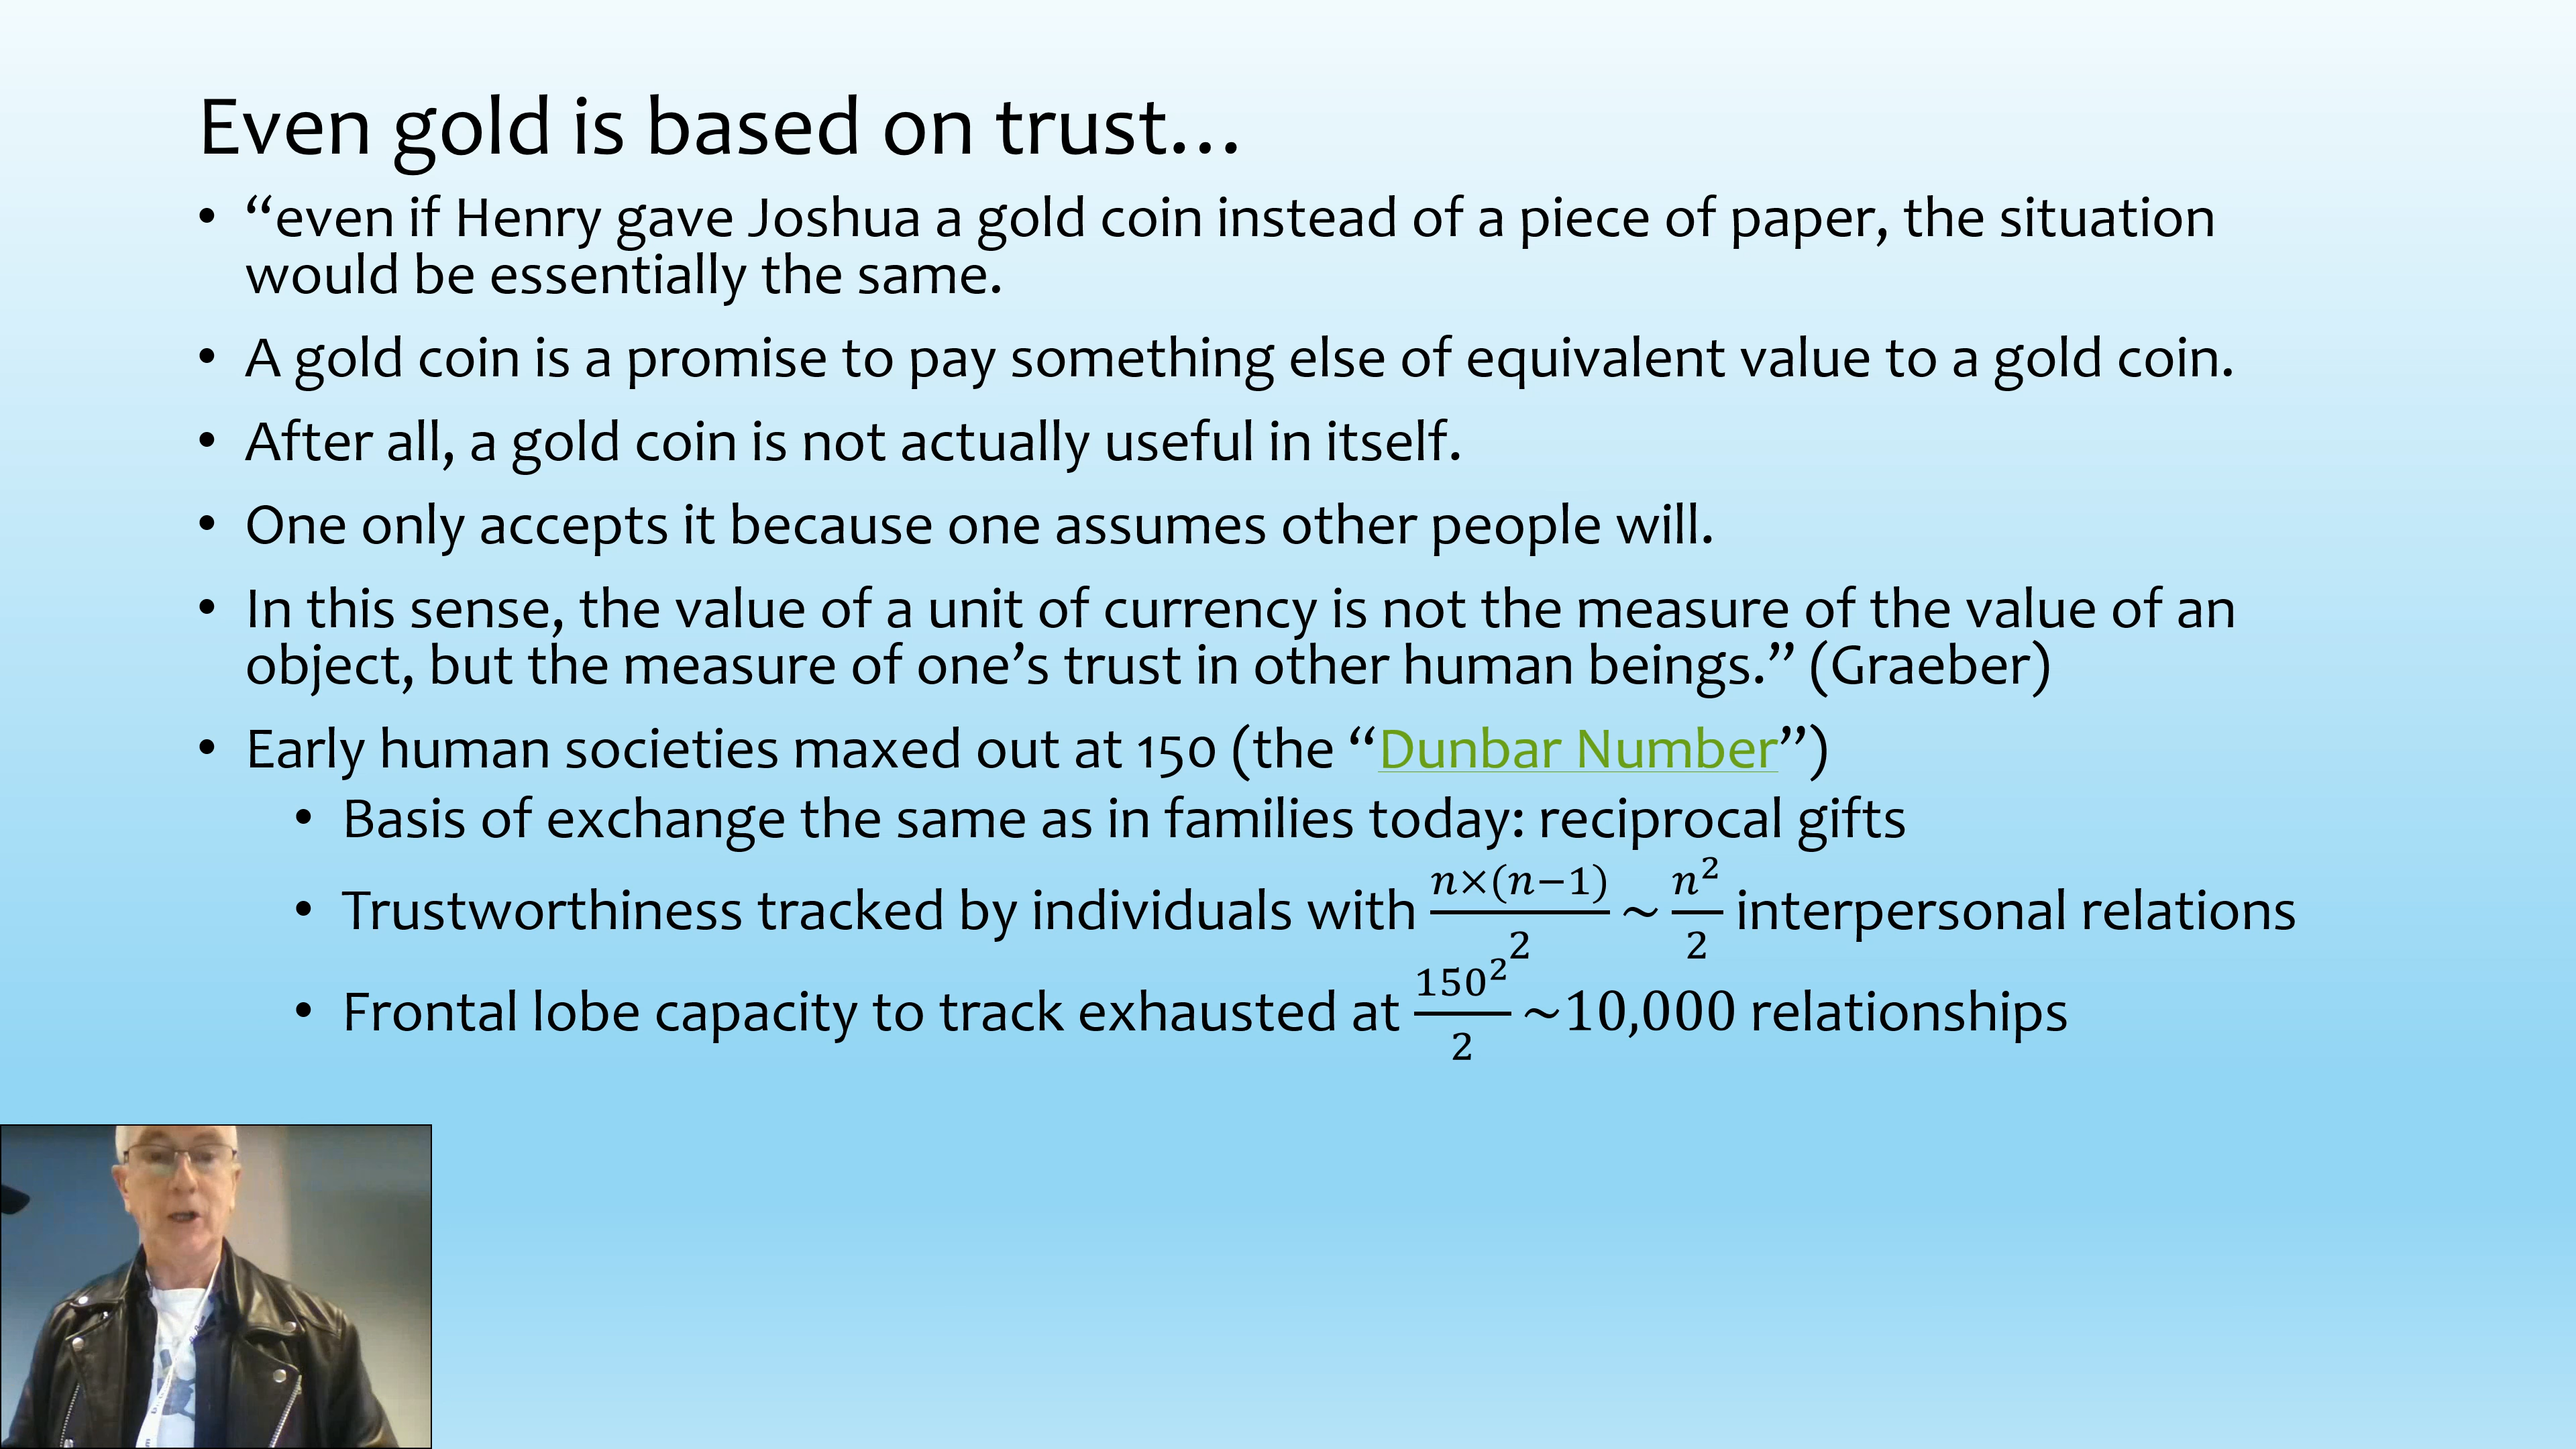 Even gold is based on trust…
• “even if Henry gave Joshua a gold coin instead of a piece of paper, the situation
would be essentially the same.
• A gold coin is a promise to pay something else of equivalent value to a gold coin.
• After all, a gold coin is not actually useful in itself.
• One only accepts it because one assumes other people will.
• In this sense, the value of a unit of currency is not the measure of the value of an
object, but the measure of one’s trust in other human beings.” (Graeber)
• Early human societies maxed out at 150 (the “Dunbar Number”)
• Basis of exchange the same as in families today: reciprocal gifts
• Trustworthiness tracked by individuals with n×(n−1)/2 ~ n²/2 interpersonal relations
• Frontal lobe capacity to track exhausted at 150²/2 ~10,000 relationships